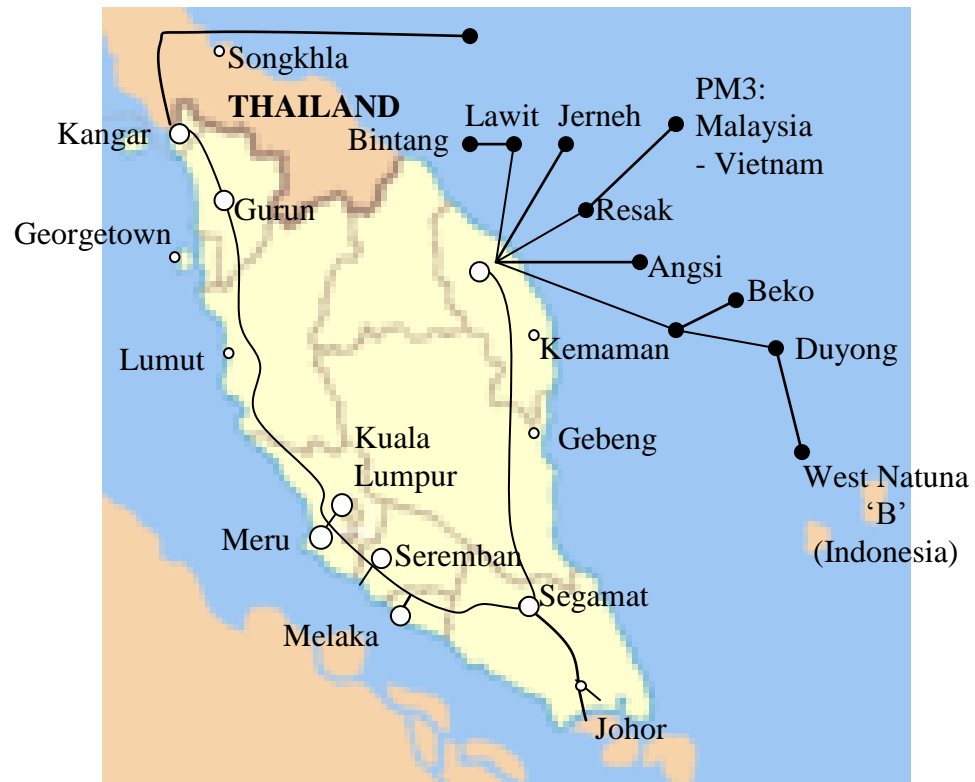 Songkhla
THAILAND
Kangar
Gurun
Georgetown
Lumut
Kuala
Lumpur
Meru
Seremban
Melaka
Segamat
Johor
Bintang
Lawit
Jerneh
PM3:
Malaysia
- Vietnam
Resak
Angsi
Beko
Kemaman
Duyong
Gebeng
West Natuna
‘B’
(Indonesia)